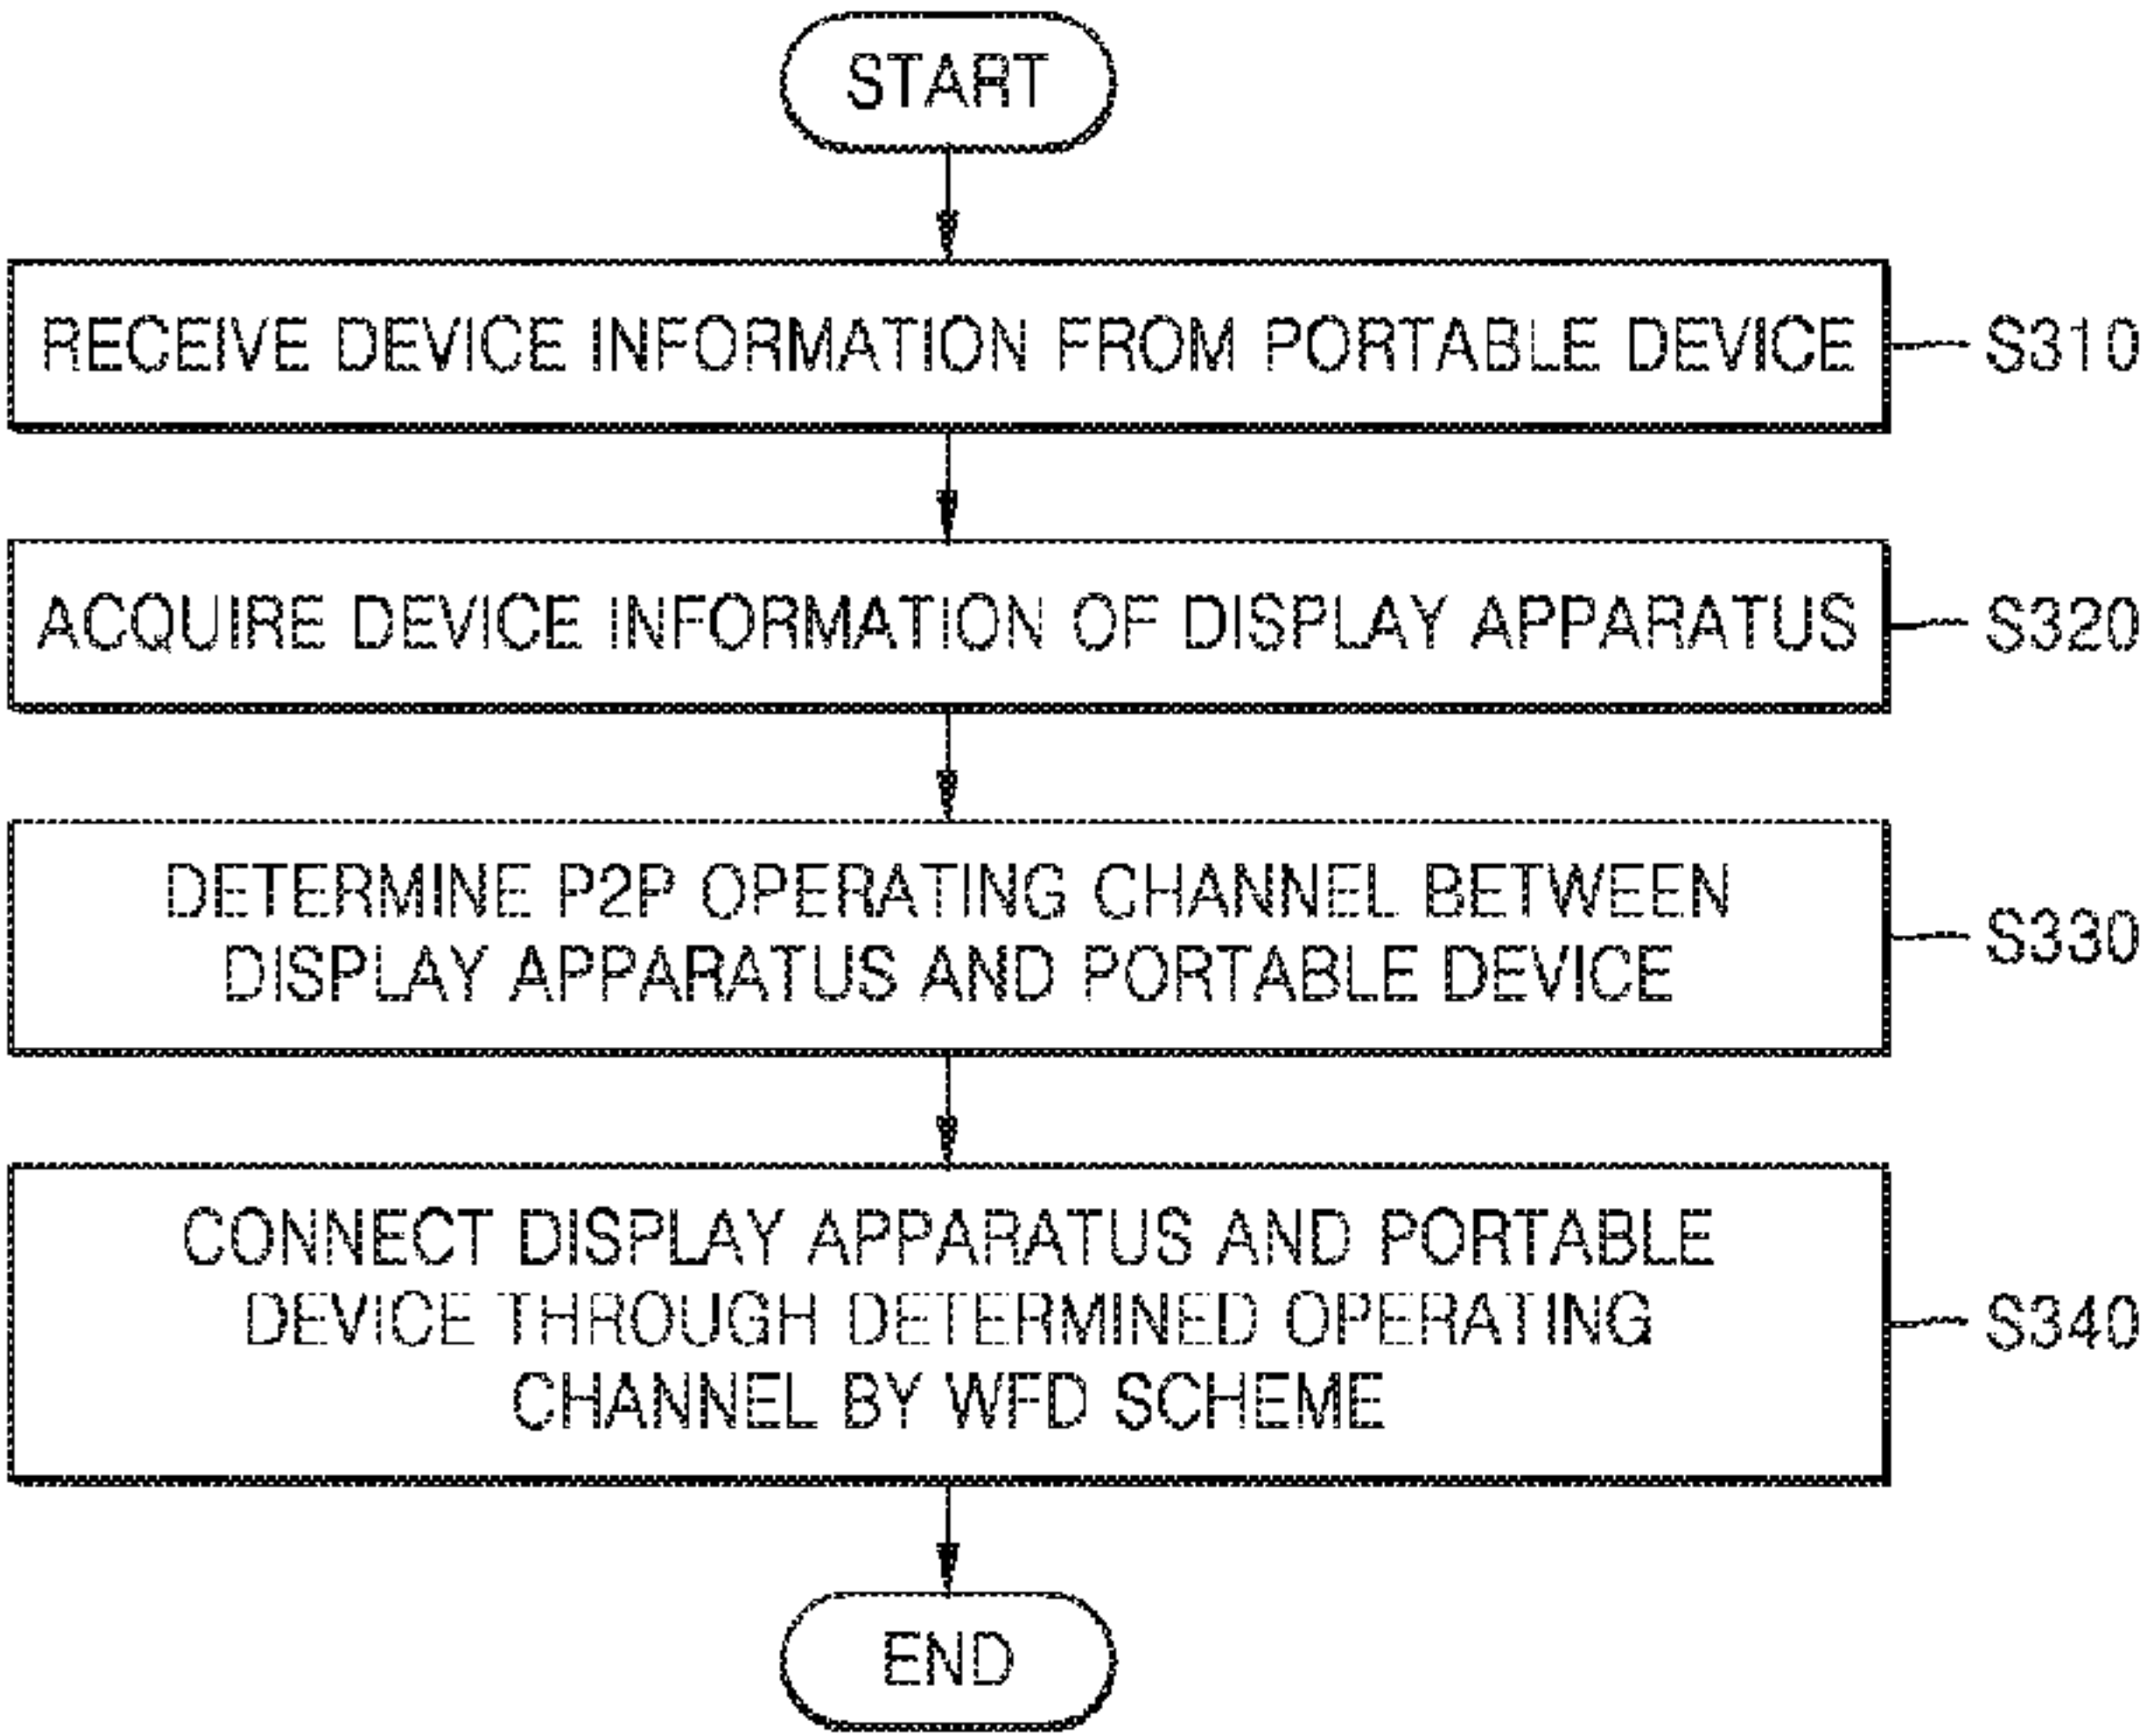 START
RECEIVE DEVICE INFORMATION FROM PORTABLE DEVICE
S310
ACQUIRE DEVICE INFORMATION OF DISPLAY APPARATUS
S320
DETERMINE P2P OPERATING CHANNEL BETWEEN
DISPLAY APPARATUS AND PORTABLE DEVICE
S330
CONNECT DISPLAY APPARATUS AND PORTABLE
DEVICE THROUGH DETERMINED OPERATING
CHANNEL BY WFD SCHEME
S340
END